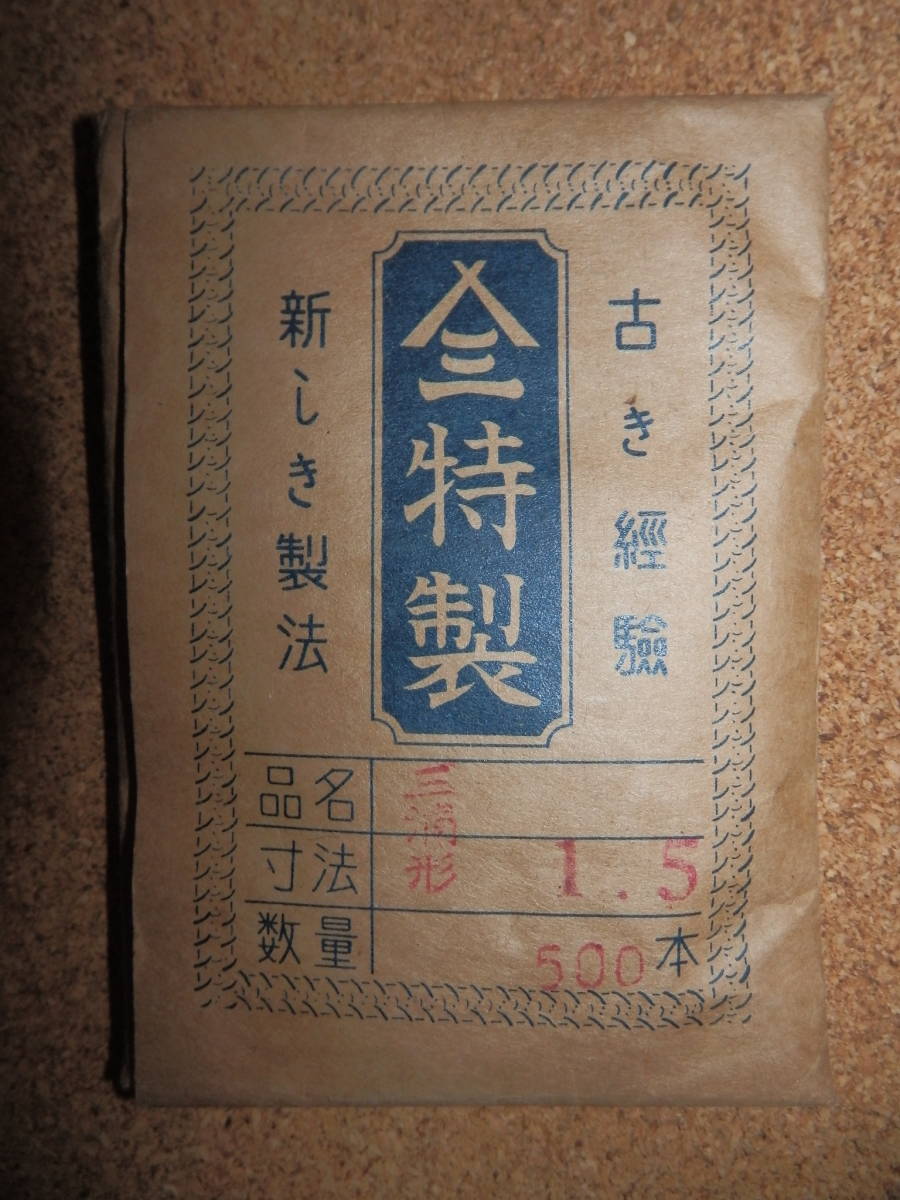 古き經驗
三特製
新しき製法
品名 三滴形
寸法 1.5
数量 500本